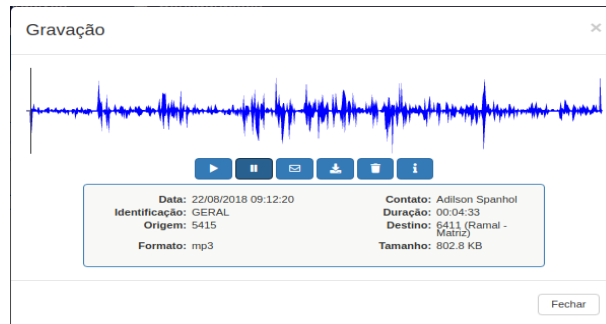 Gravação
×
Data: 22/08/2018 09:12:20
Contato: Adilson Spanhol
Identificação: GERAL
Duração: 00:04:33
Origem: 5415
Destino: 6411 (Ramal -
Matriz)
Formato: mp3
Tamanho: 802.8 KB
Fechar